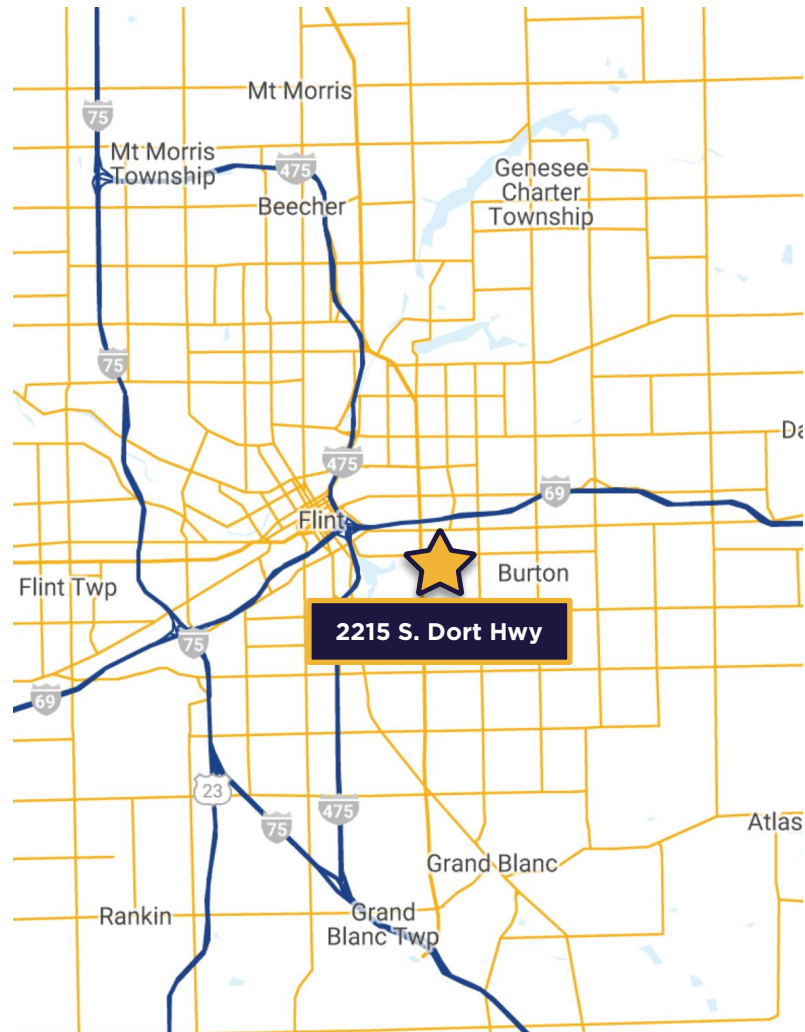 Mt Morris
75
Mt Morris
Township
475
Genesee
Charter
Township
Beecher
75
Da
475
69
Flint
Burton
Flint Twp
2215 S. Dort Hwy
75
69
23
475
Atlas
75
Grand Blanc
Rankin
Grand
Blanc Twp